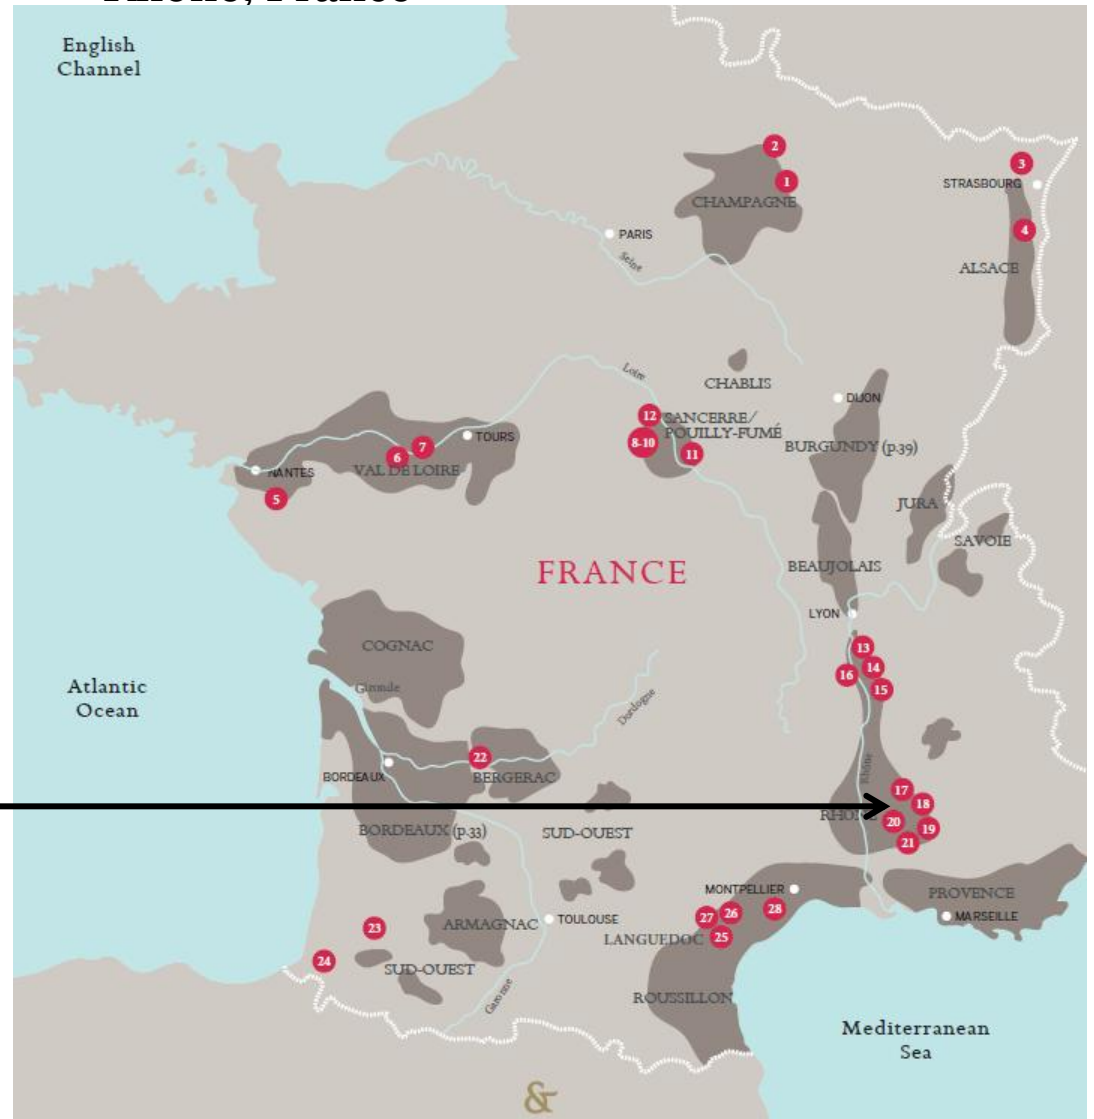 Rhône, France
English
Channel
2
3
1
STRASBOURG
CHAMPAGNE
4
PARIS
Seine
ALSACE
Loire
CHABLIS
DIJON
12
SANCERRE/
POUILLY-FUMÉ
8-10
11
BURGUNDY (p.39)
7
TOURS
6
VAL DE LOIRE
NANTES
5
JURA
SAVOIE
BEAUJOLAIS
FRANCE
LYON
COGNAC
13
14
16
15
Atlantic
Ocean
Gironde
Dordogne
22
BORDEAUX
BERGERAC
Rhône
17
18
RHONE
20
19
21
BORDEAUX (p.33)
SUD-OUEST
MONTPELLIER
PROVENCE
MARSEILLE
27
26
28
25
LANGUEDOC
ARMAGNAC
TOULOUSE
23
24
SUD-OUEST
Garonne
ROUSSILLON
Mediterranean
Sea
&